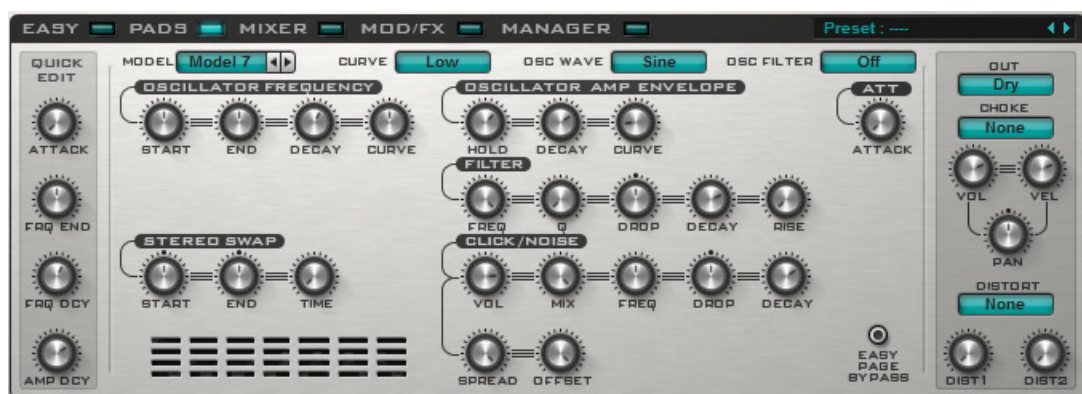 EASY PADS MIXER MOD/FX MANAGER Preset : ---
QUICK
EDIT
ATTACK
FRQ END
FRQ DCY
AMP DCY
MODEL Model 7 CURVE Low OSC WAVE Sine OSC FILTER Off
OSCILLATOR FREQUENCY
START END DECAY CURVE
OSCILLATOR AMP ENVELOPE
HOLD DECAY CURVE
ATT
ATTACK
FILTER
FREQ Q DROP DECAY RISE
STEREO SWAP
START END TIME
CLICK/NOISE
VOL MIX FREQ DROP DECAY
SPREAD OFFSET
EASY
PAGE
BYPASS
OUT
Dry
CHOKE
None
VOL VEL
PAN
DISTORT
None
DIST1 DIST2